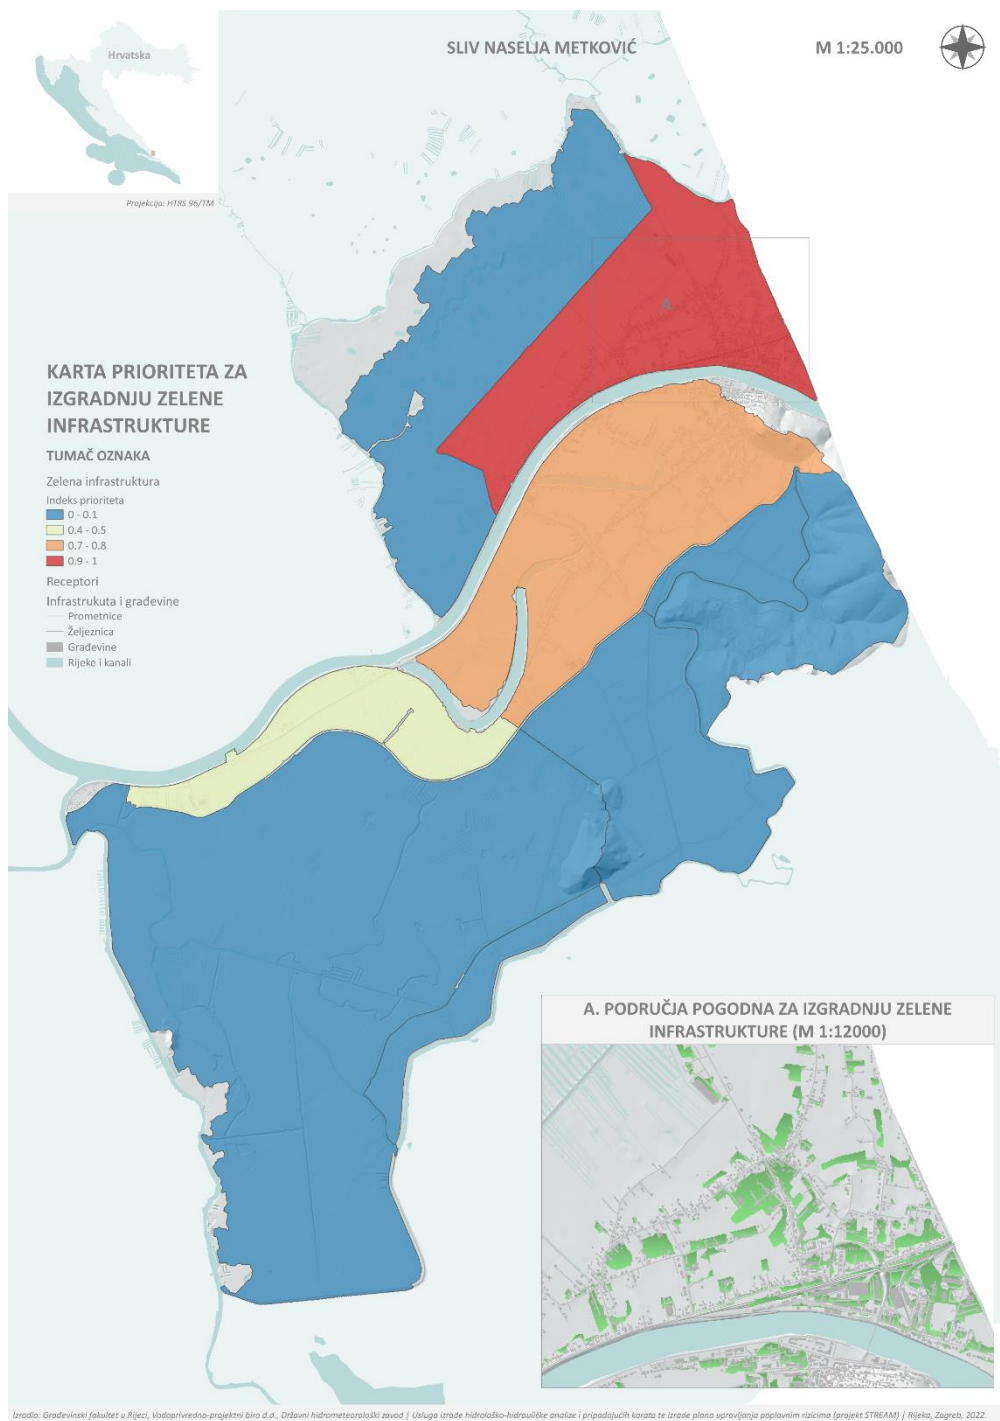 Hrvatska
Projekcija: HTRS 96/TM
SLIV NASELJA METKOVIĆ
M 1:25.000
A
KARTA PRIORITETA ZA
IZGRADNJU ZELENE
INFRASTRUKTURE
TUMAČ OZNAKA
Zelena infrastruktura
Indeks prioriteta
0 - 0.1
0.4 - 0.5
0.7 - 0.8
0.9 - 1
Receptori
Infrastrukuta i građevine
Prometnice
Željeznica
Građevine
Rijeke i kanali
A. PODRUČJA POGODNA ZA IZGRADNJU ZELENE
INFRASTRUKTURE (M 1:12000)
Izradio: Građevinski fakultet u Rijeci, Vodoprivredno-projektni biro d.d., Državni hidrometeorološki zavod | Usluga izrade hidrološko-hidrauličke analize i pripadajućih karata te izrade plana upravljanja poplavnim rizicima (projekt STREAM) | Rijeka, Zagreb, 2022.